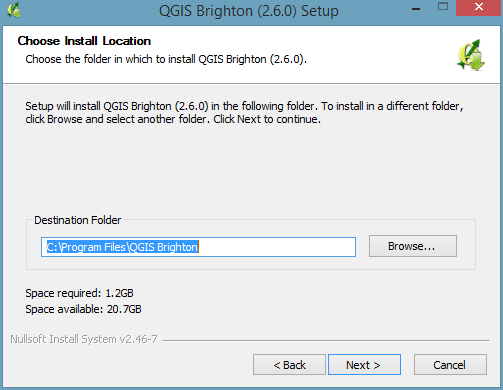 QGIS Brighton (2.6.0) Setup
Choose Install Location
Choose the folder in which to install QGIS Brighton (2.6.0).
Setup will install QGIS Brighton (2.6.0) in the following folder. To install in a different folder,
click Browse and select another folder. Click Next to continue.
Destination Folder
C:\Program Files\QGIS Brighton
Browse...
Space required: 1.2GB
Space available: 20.7GB
Nullsoft Install System v2.46-7
< Back
Next >
Cancel